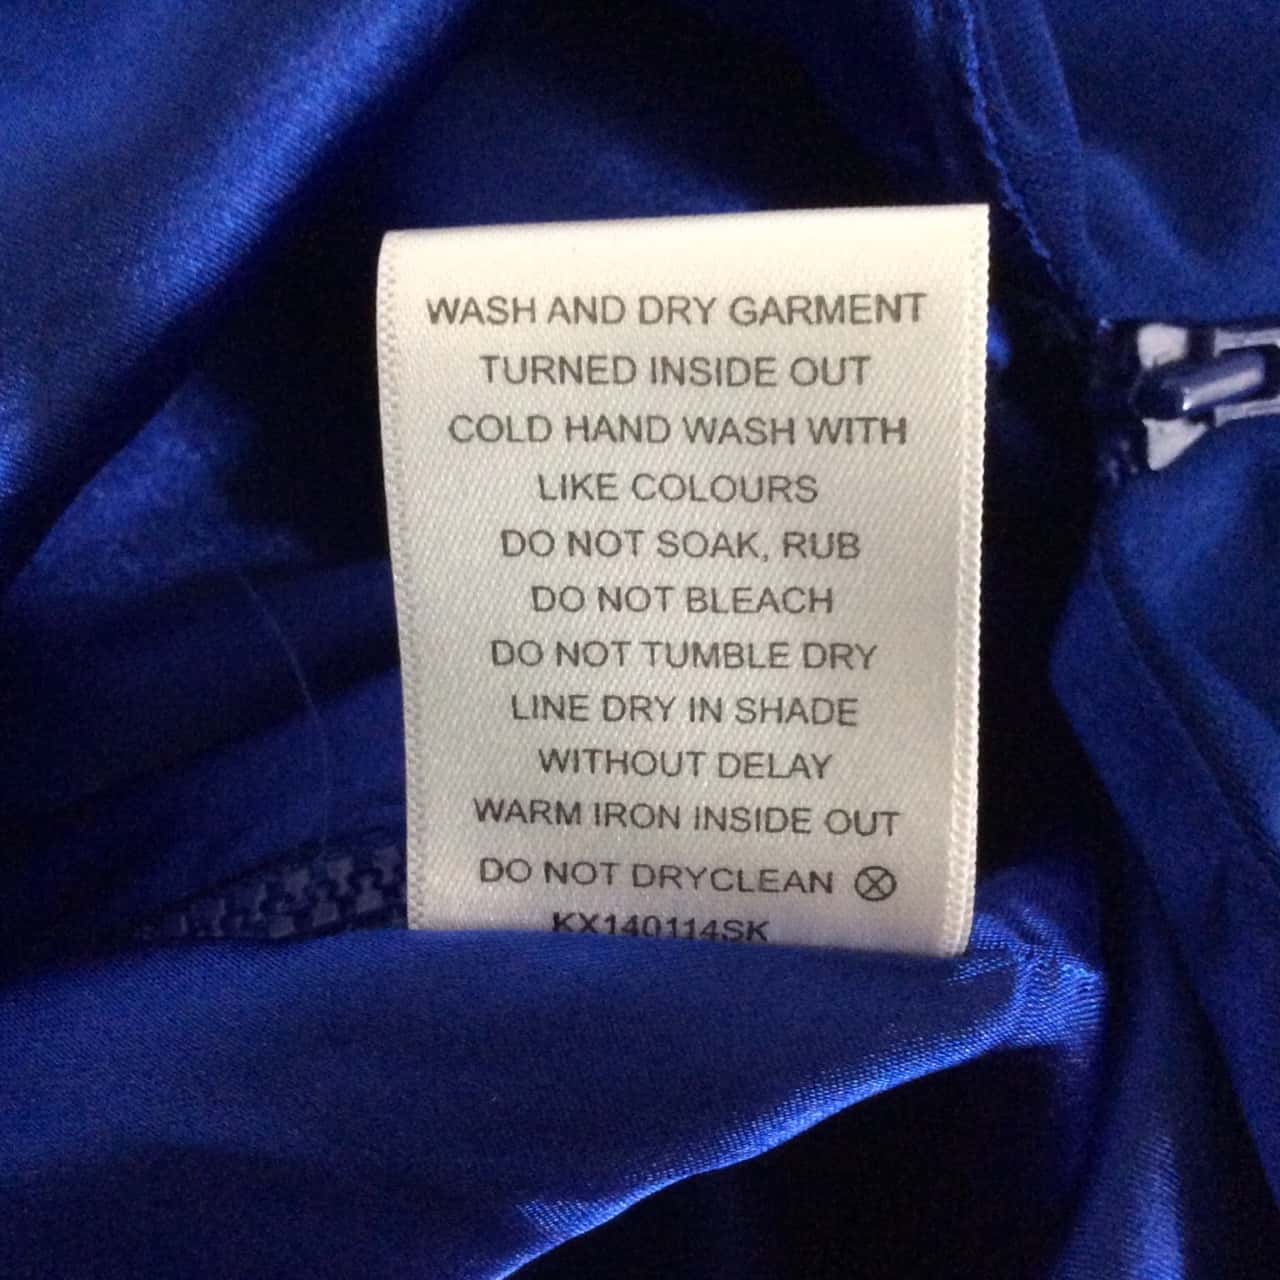 WASH AND DRY GARMENT
TURNED INSIDE OUT
COLD HAND WASH WITH
LIKE COLOURS
DO NOT SOAK, RUB
DO NOT BLEACH
DO NOT TUMBLE DRY
LINE DRY IN SHADE
WITHOUT DELAY
WARM IRON INSIDE OUT
DO NOT DRYCLEAN
KX140114SK